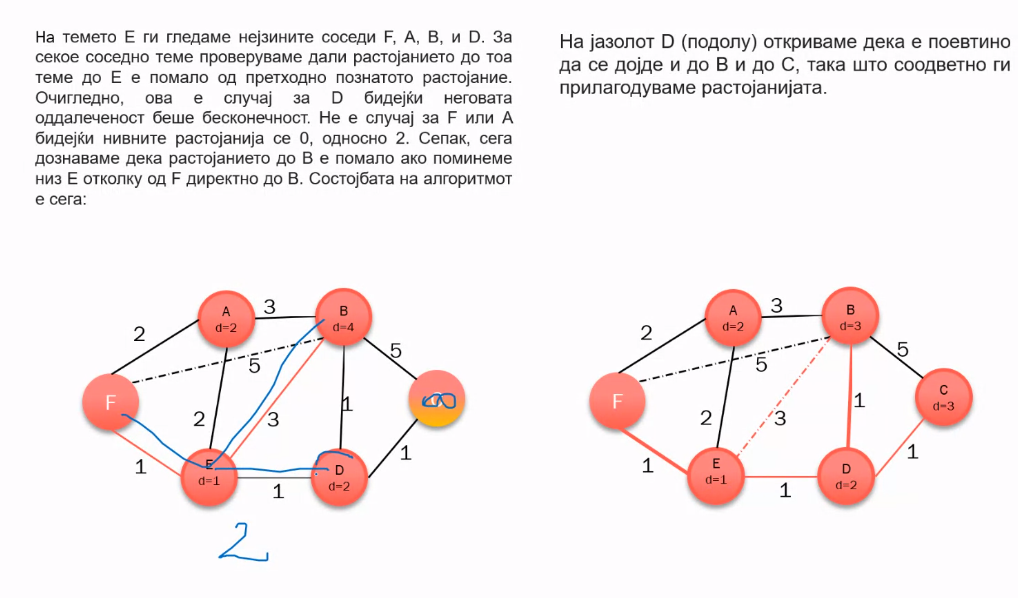 На темето E ги гледаме нејзините соседи F, A, B, и D. За
секое соседно теме проверуваме дали растојанието до тоа
теме до E е помало од претходно познатото растојание.
Очигледно, ова е случај за D бидејќи неговата
оддалеченост беше бесконечност. Не е случај за F или A
бидејќи нивните растојанија се 0, односно 2. Сепак, сега
дознаваме дека растојанието до B е помало ако поминеме
низ E отколку од F директно до B. Состојбата на алгоритмот
е сега:
На јазолот D (подолу) откриваме дека е поевтино
да се дојде и до B и до C, така што соодветно ги
прилагодуваме растојанијата.
A
d=2
3
B
d=4
2
5
5
F
∞
2
3
1
1
1
E
d=1
1
D
d=2
2
A
d=2
3
B
d=3
2
5
5
F
C
d=3
2
3
1
1
1
E
d=1
1
D
d=2